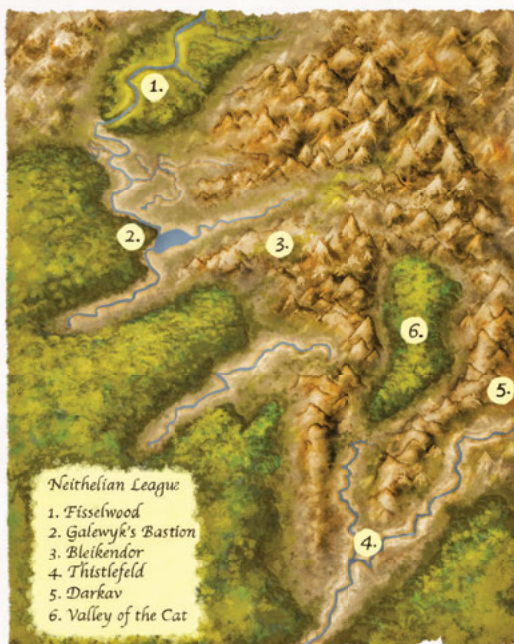 1.
2.
3.
6.
5.
4.
Neithelian League
1. Fisselwood
2. Galewyk's Bastion
3. Bleikendor
4. Thistlefeld
5. Darkav
6. Valley of the Cat